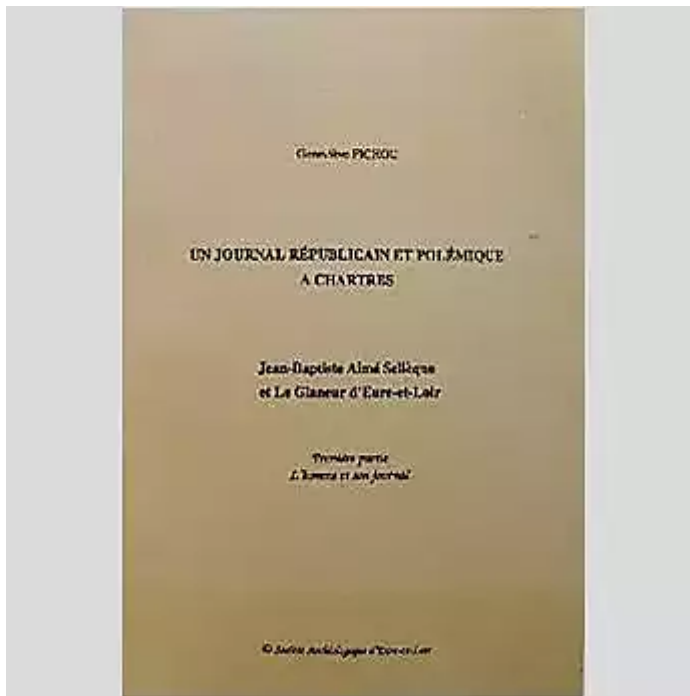 Geneviève PICHOU
UN JOURNAL RÉPUBLICAIN ET POLÉMIQUE
A CHARTRES
Jean-Baptiste Aimé Sellèque
et Le Glaneur d'Eure-et-Loir
Première partie
L'homme et son journal
© Société Archéologique d'Eure-et-Loir